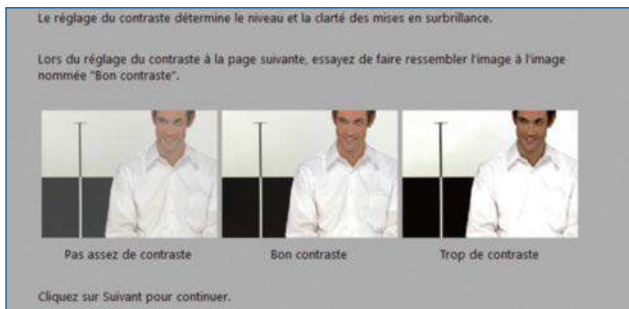 Le réglage du contraste détermine le niveau et la clarté des mises en surbrillance.
Lors du réglage du contraste à la page suivante, essayez de faire ressembler l'image à l'image
nommée "Bon contraste".
Pas assez de contraste
Bon contraste
Trop de contraste
Cliquez sur Suivant pour continuer.